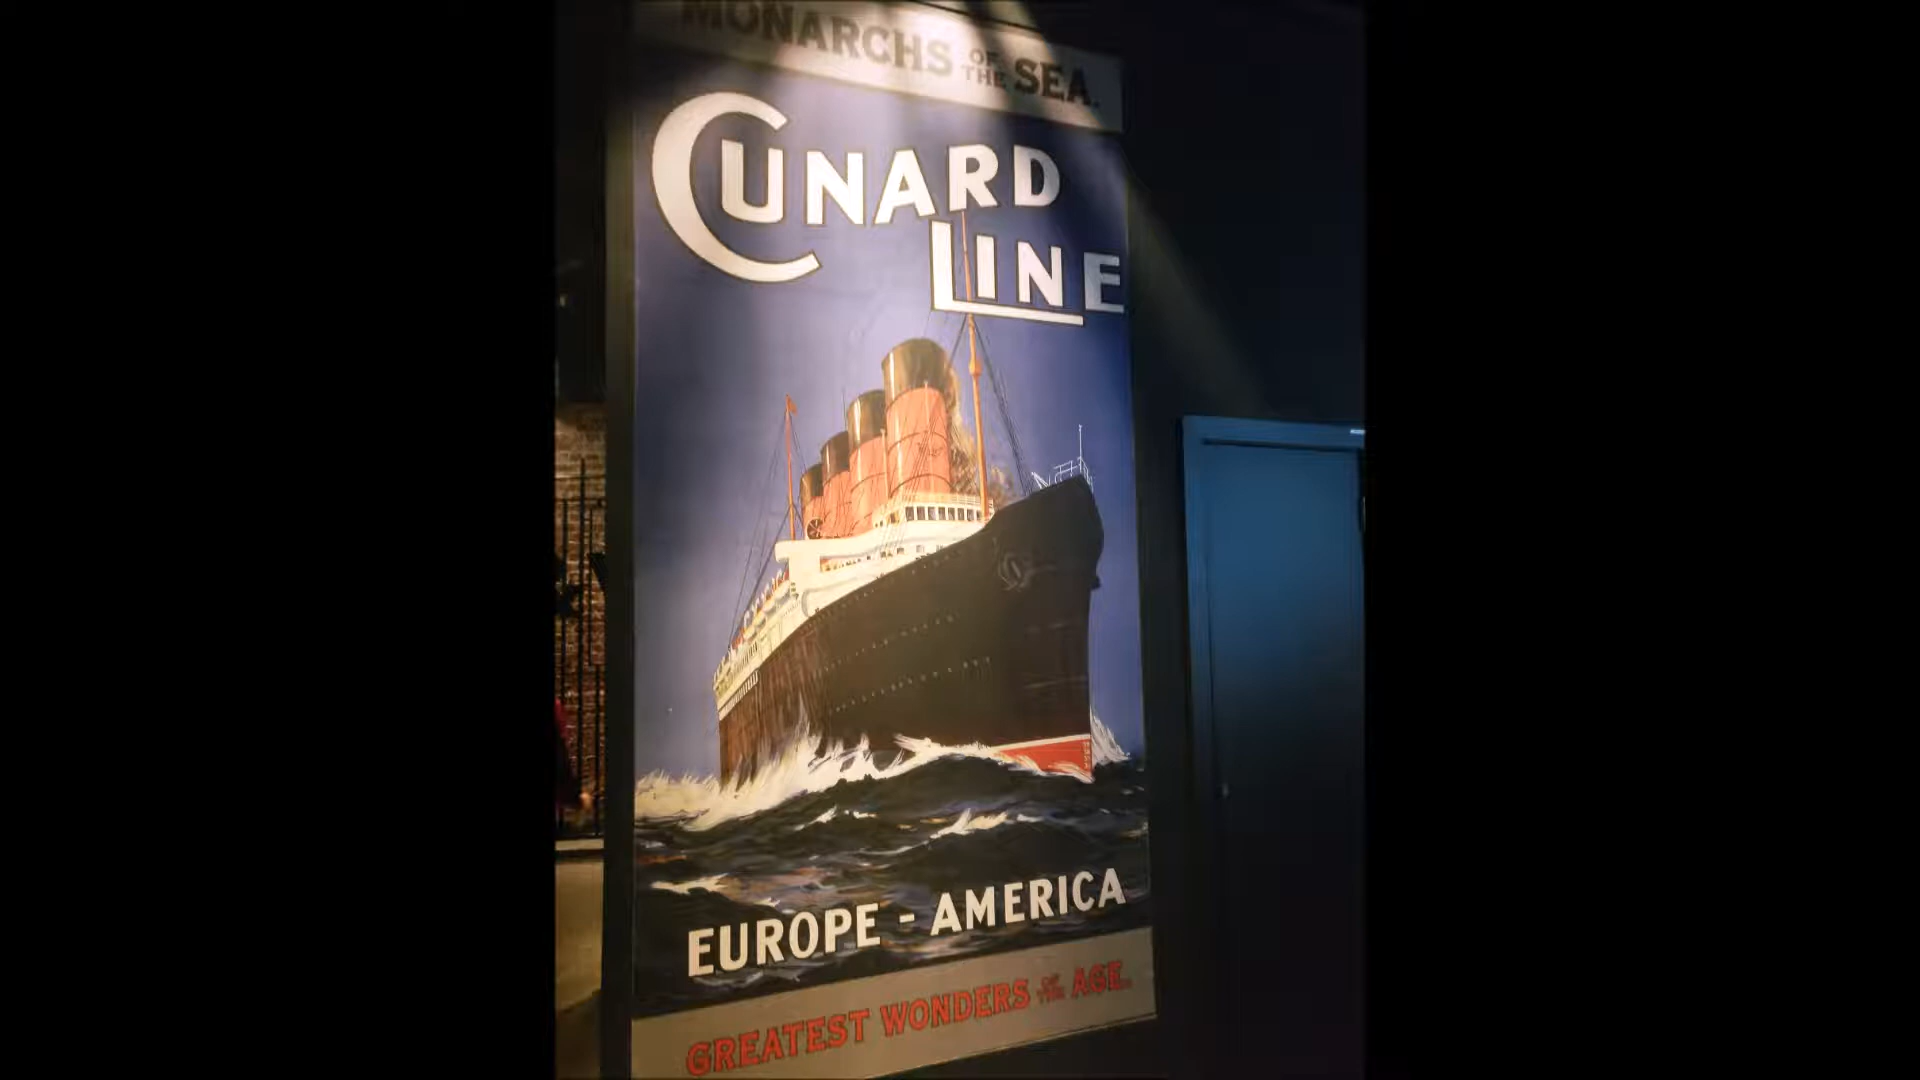 MONARCHS OF THE SEA.
CUNARD
LINE
EUROPE - AMERICA
GREATEST WONDERS OF THE AGE.